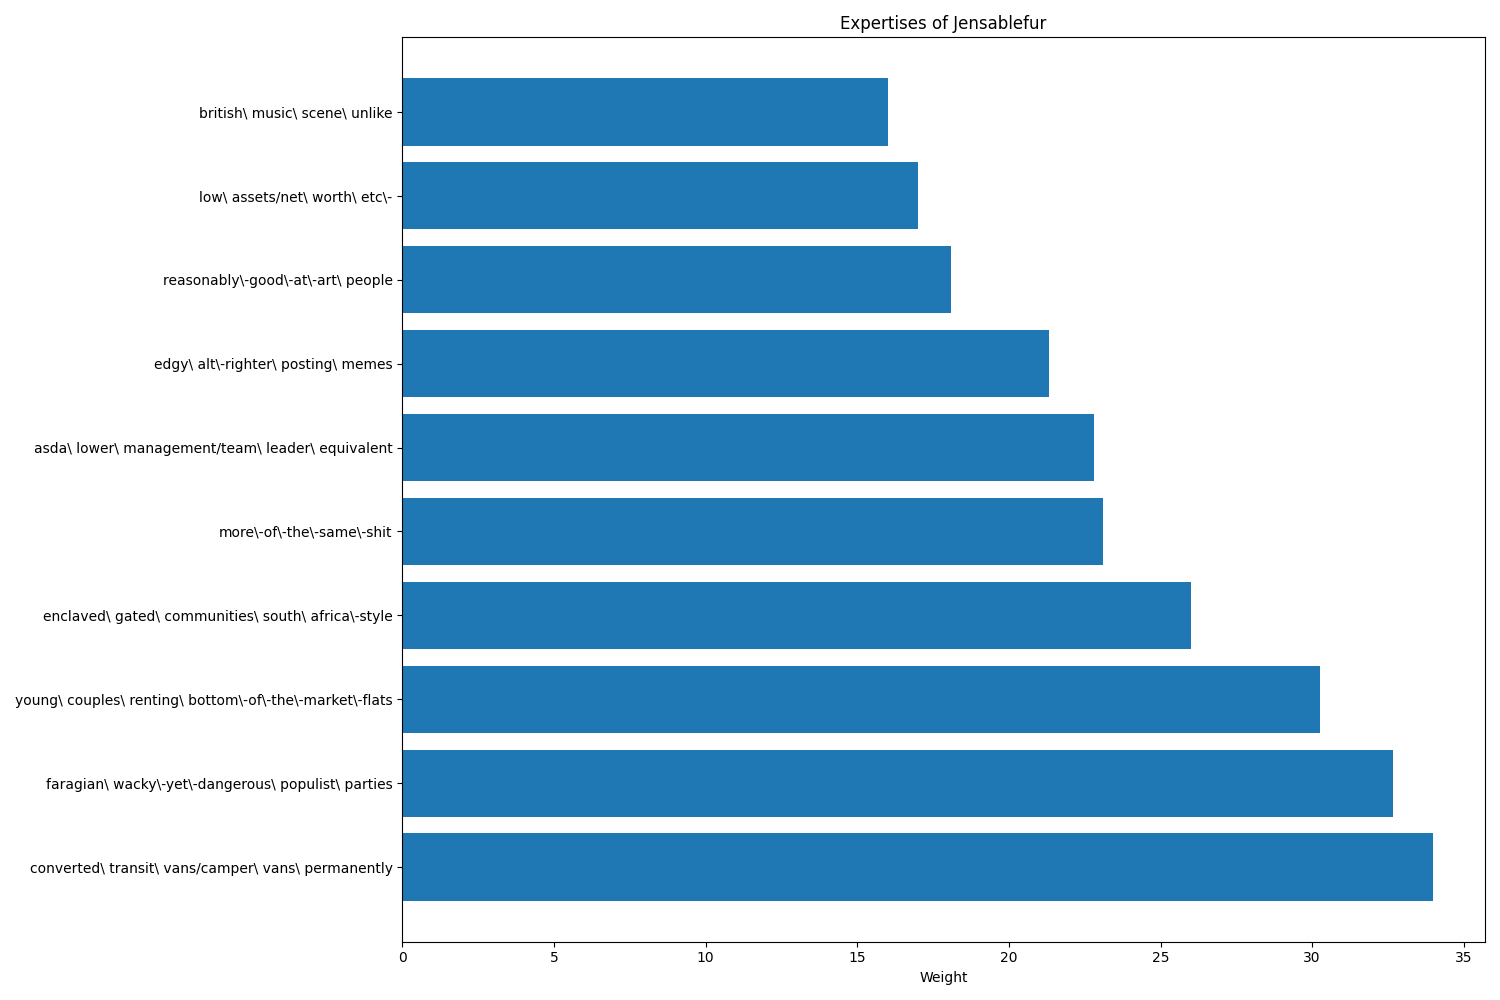 Expertises of Jensablefur
british\ music\ scene\ unlike
low\ assets/net\ worth\ etc\-
reasonably\-good\-at\-art\ people
edgy\ alt\-righter\ posting\ memes
asda\ lower\ management/team\ leader\ equivalent
more\-of\-the\-same\-shit
enclaved\ gated\ communities\ south\ africa\-style
young\ couples\ renting\ bottom\-of\-the\-market\-flats
faragian\ wacky\-yet\-dangerous\ populist\ parties
converted\ transit\ vans/camper\ vans\ permanently
0 5 10 15 20 25 30 35
Weight